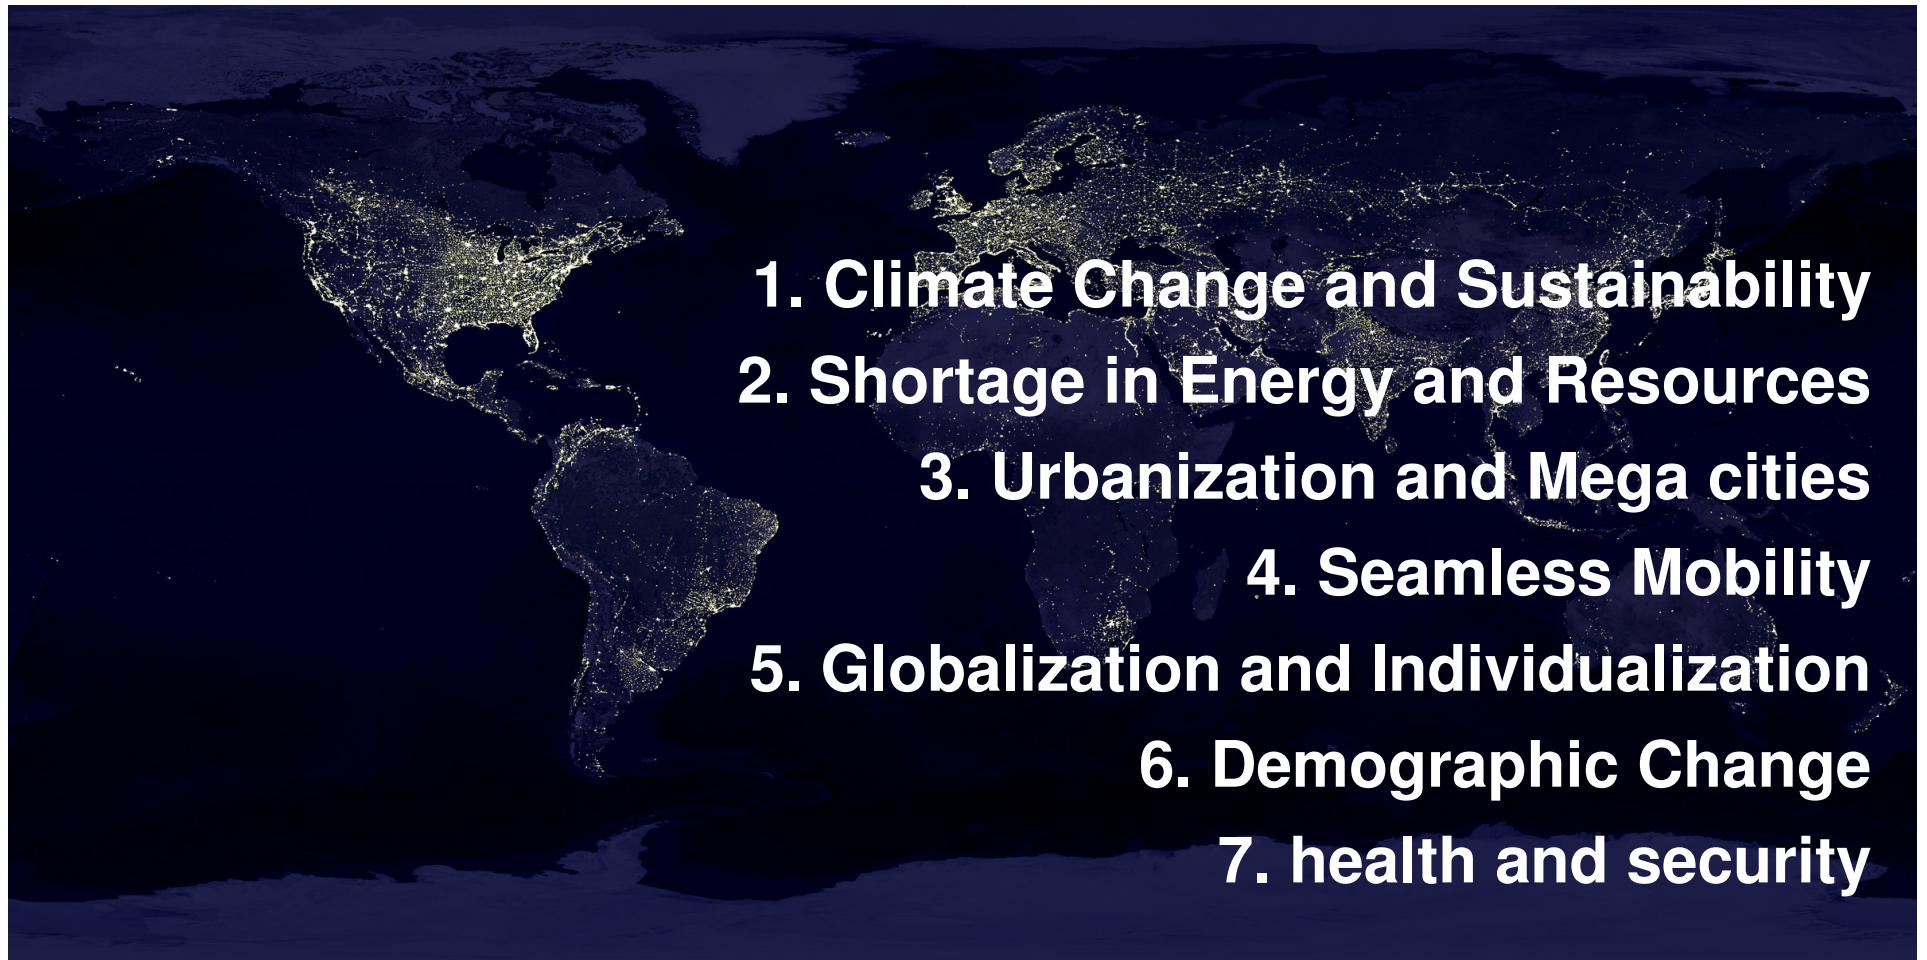 1. Climate Change and Sustainability
2. Shortage in Energy and Resources
3. Urbanization and Mega cities
4. Seamless Mobility
5. Globalization and Individualization
6. Demographic Change
7. health and security